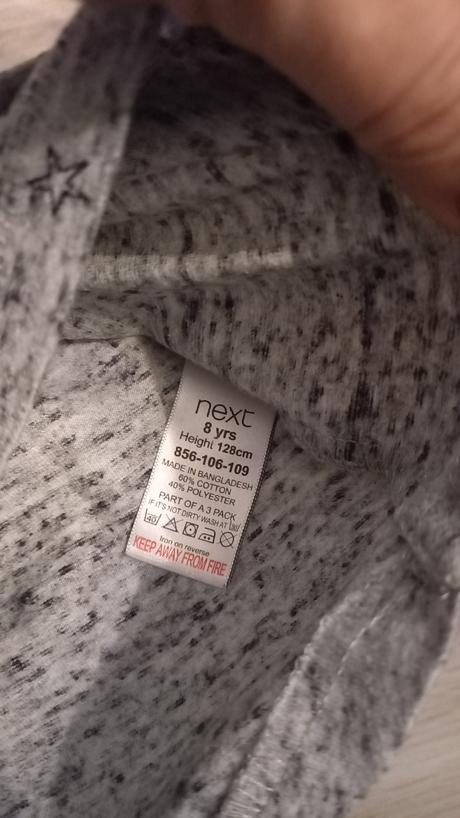 next
8 yrs
Height 128cm
856-106-109
MADE IN BANGLADESH
60% COTTON
40% POLYESTER
PART OF A 3 PACK
IF IT'S NOT DIRTY WASH AT
40
Iron on reverse
KEEP AWAY FROM FIRE